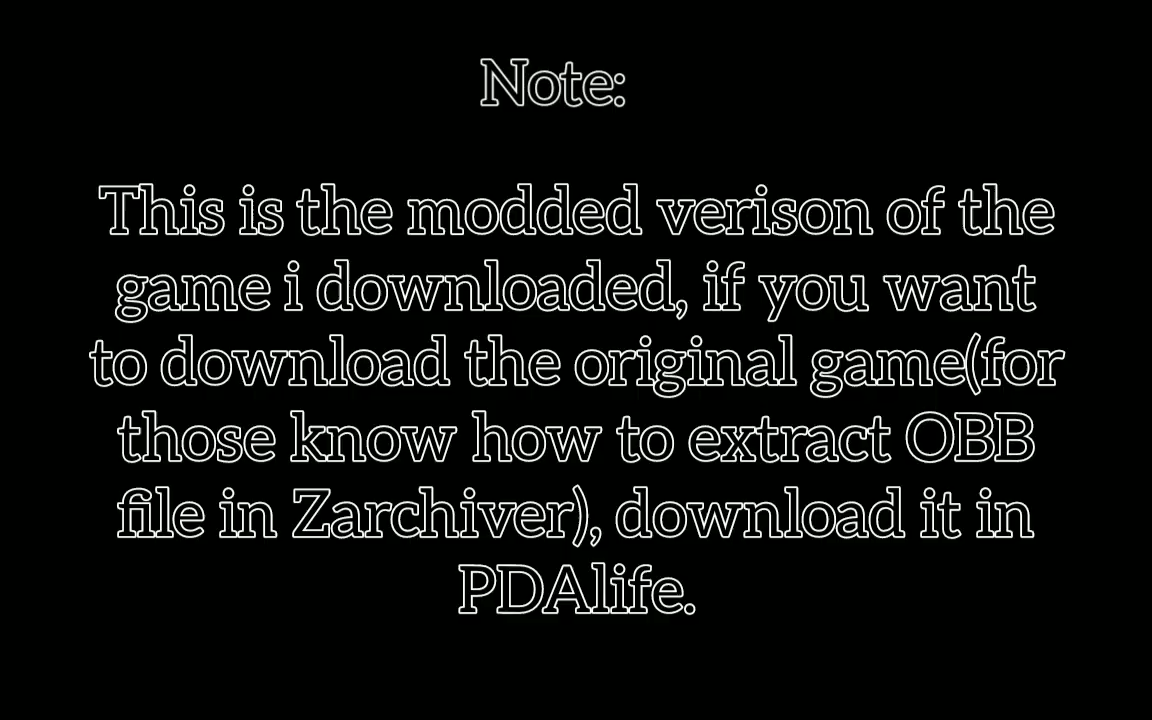 Note:
This is the modded verison of the
game i downloaded, if you want
to download the original game(for
those know how to extract OBB
file in Zarchiver), download it in
PDAlife.